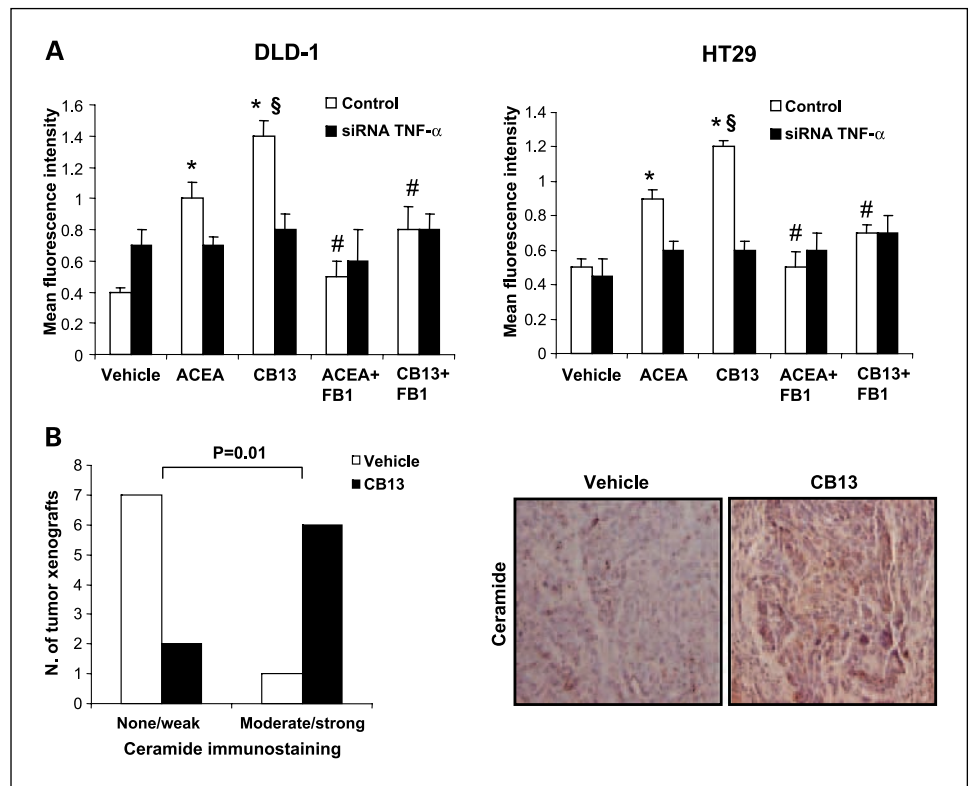 A
DLD-1
Mean fluorescence intensity
1.6
1.4
1.2
1
0.8
0.6
0.4
0.2
0
Control
siRNA TNF-α
*
* §
#
#
Vehicle ACEA CB13 ACEA+ CB13+
FB1 FB1
HT29
Mean fluorescence intensity
1.4
1.2
1
0.8
0.6
0.4
0.2
0
Control
siRNA TNF-α
*
* §
#
#
Vehicle ACEA CB13 ACEA+ CB13+
FB1 FB1
B
P=0.01
Vehicle
CB13
N. of tumor xenografts
8
7
6
5
4
3
2
1
0
None/weak Moderate/strong
Ceramide immunostaining
Vehicle CB13
Ceramide